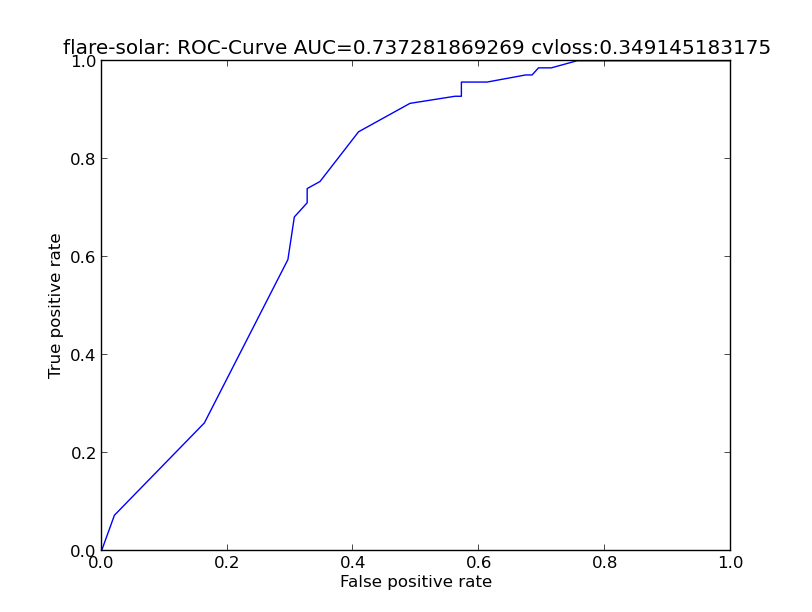 flare-solar: ROC-Curve AUC=0.737281869269 cvloss:0.349145183175
1.0
0.8
0.6
0.4
0.2
0.0
True positive rate
0.0 0.2 0.4 0.6 0.8 1.0
False positive rate